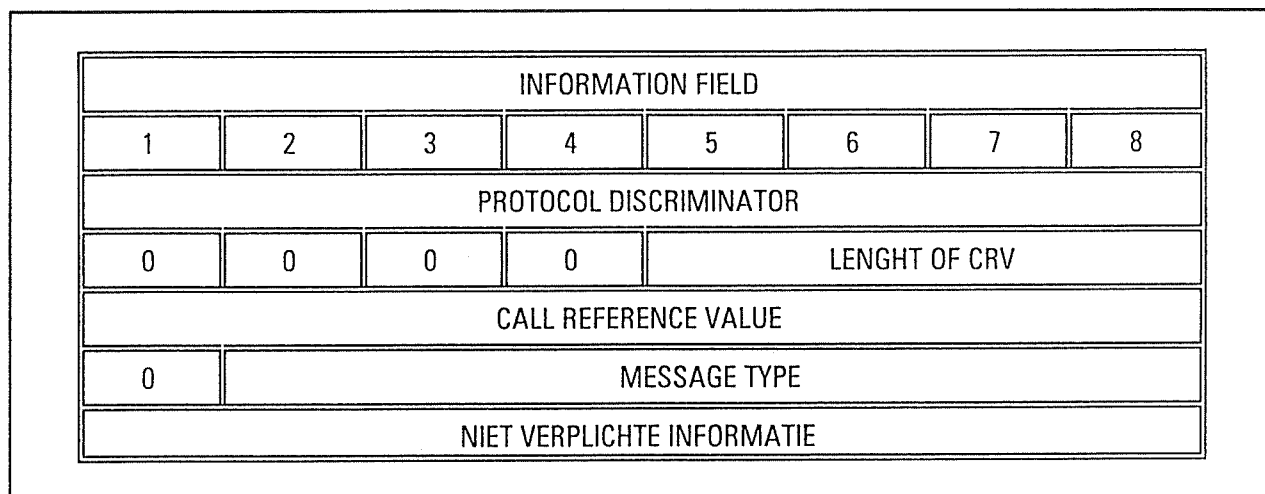 INFORMATION FIELD
1 2 3 4 5 6 7 8
PROTOCOL DISCRIMINATOR
0 0 0 0 LENGHT OF CRV
CALL REFERENCE VALUE
0 MESSAGE TYPE
NIET VERPLICHTE INFORMATIE